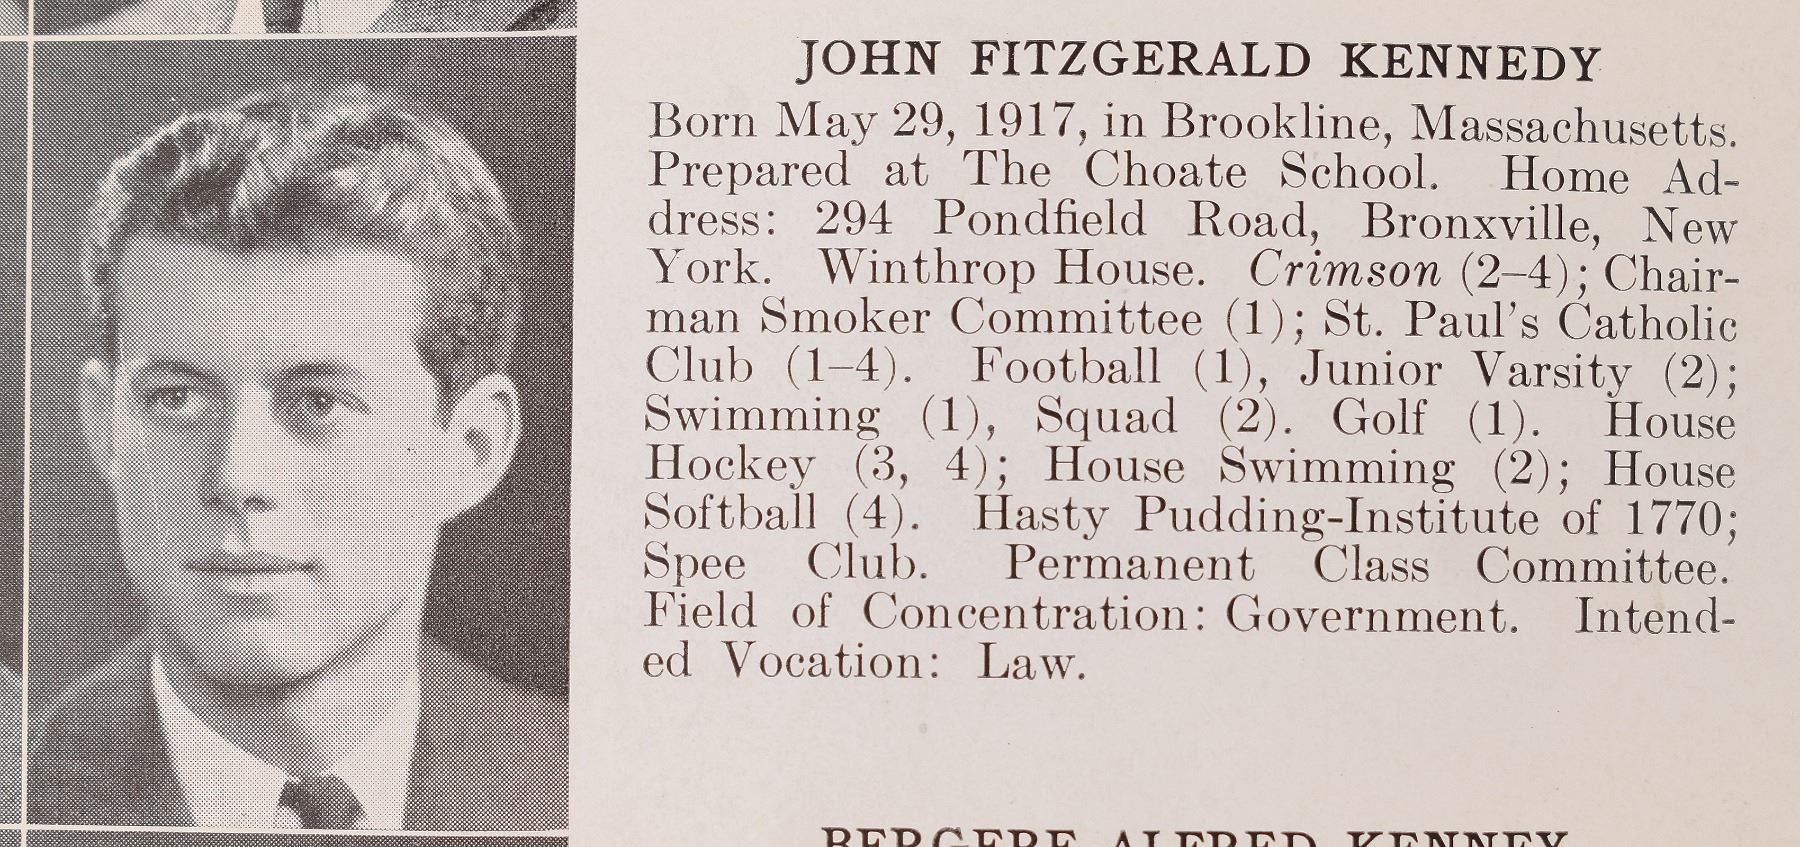 JOHN FITZGERALD KENNEDY
Born May 29, 1917, in Brookline, Massachusetts.
Prepared at The Choate School. Home Ad-
dress: 294 Pondfield Road, Bronxville, New
York. Winthrop House. Crimson (2–4); Chair-
man Smoker Committee (1); St. Paul's Catholic
Club (1–4). Football (1), Junior Varsity (2);
Swimming (1), Squad (2). Golf (1). House
Hockey (3, 4); House Swimming (2); House
Softball (4). Hasty Pudding-Institute of 1770;
Spee Club. Permanent Class Committee.
Field of Concentration: Government. Intend-
ed Vocation: Law.
ALFRED KENNEY